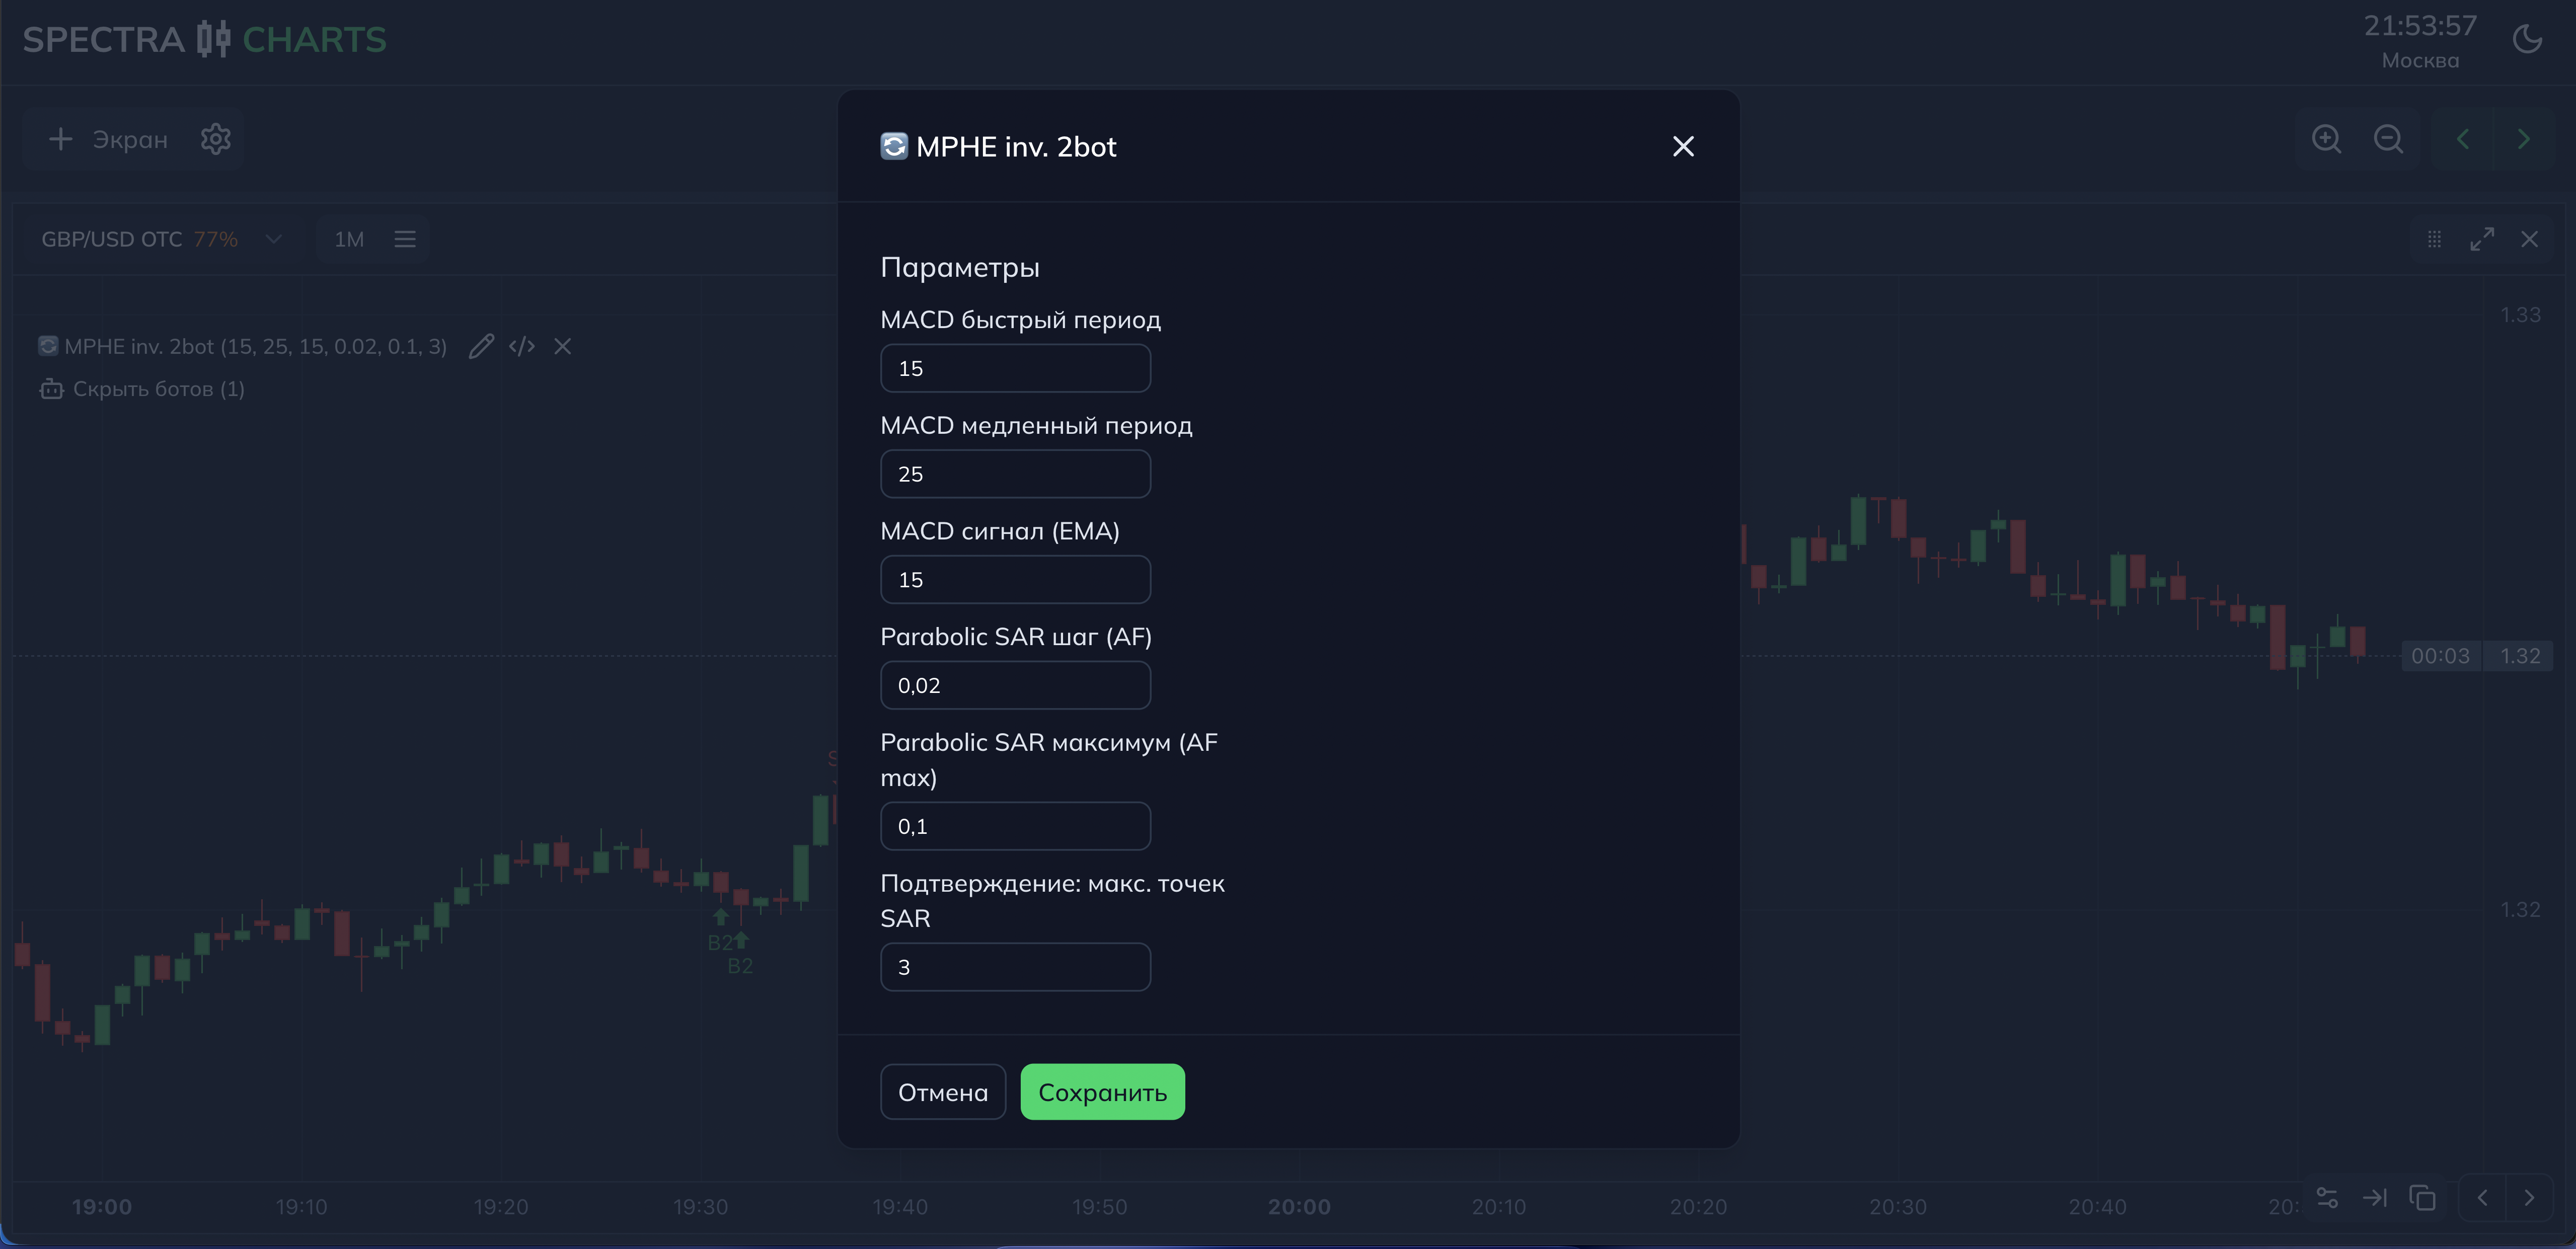 SPECTRA CHARTS
21:53:57
Москва
Экран
MPHE inv. 2bot
GBP/USD OTC 77%
1M
MPHE inv. 2bot (15, 25, 15, 0.02, 0.1, 3)
Скрыть ботов (1)
Параметры
MACD быстрый период
15
MACD медленный период
25
MACD сигнал (EMA)
15
Parabolic SAR шаг (AF)
0,02
Parabolic SAR максимум (AF
max)
0,1
Подтверждение: макс. точек
SAR
3
Отмена
Сохранить
1.33
00:03 1.32
1.32
B2
B2
19:00 19:10 19:20 19:30 19:40 19:50 20:00 20:10 20:20 20:30 20:40